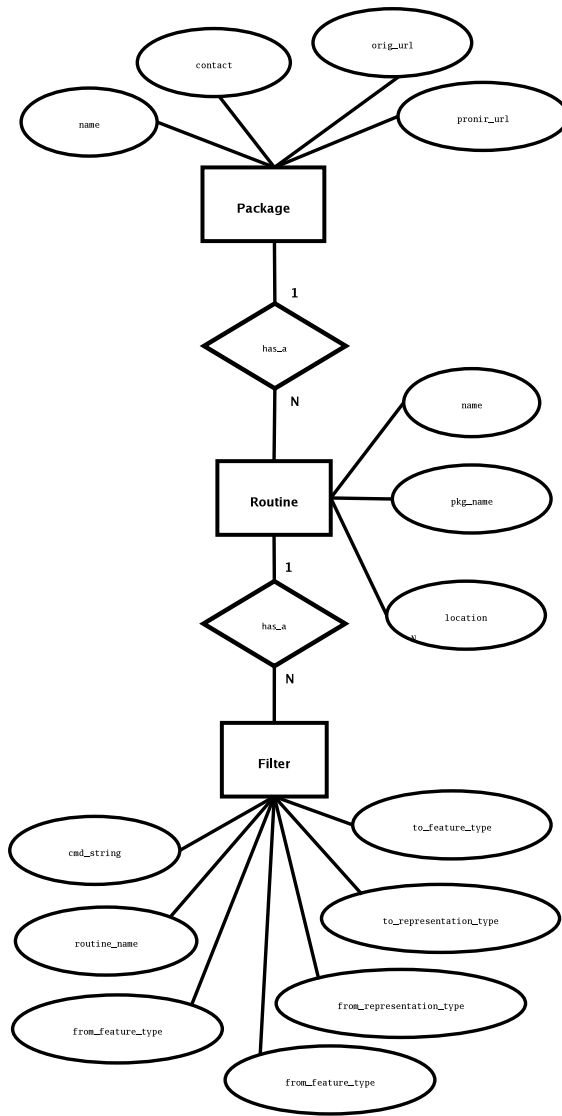 orig_url
contact
pronir_url
name
Package
1
has_a
N
name
Routine
pkg_name
1
location
has_a
N
N
Filter
to_feature_type
cmd_string
to_representation_type
routine_name
from_representation_type
from_feature_type
from_feature_type